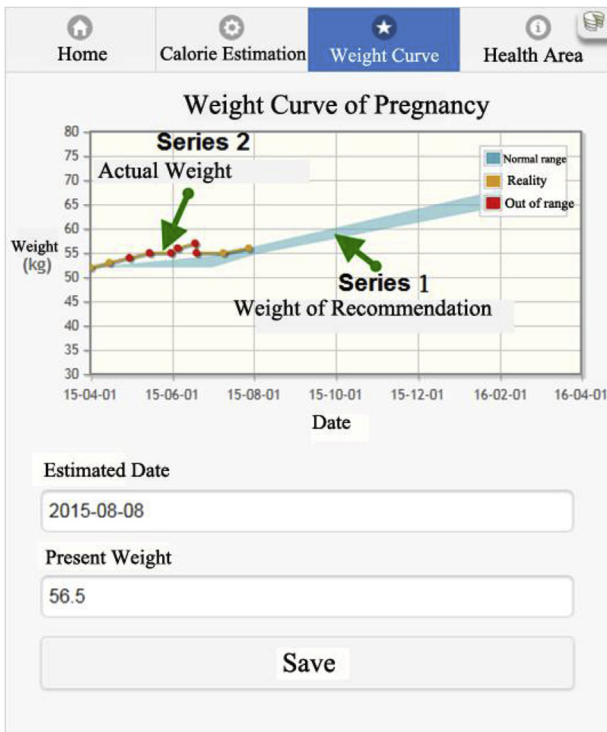 Home
Calorie Estimation
Weight Curve
Health Area
Weight Curve of Pregnancy
80
75
70
65
60
55
50
45
40
35
30
Weight
(kg)
Series 2
Actual Weight
Normal range
Reality
Out of range
Series 1
Weight of Recommendation
15-04-01 15-06-01 15-08-01 15-10-01 15-12-01 16-02-01 16-04-01
Date
Estimated Date
2015-08-08
Present Weight
56.5
Save